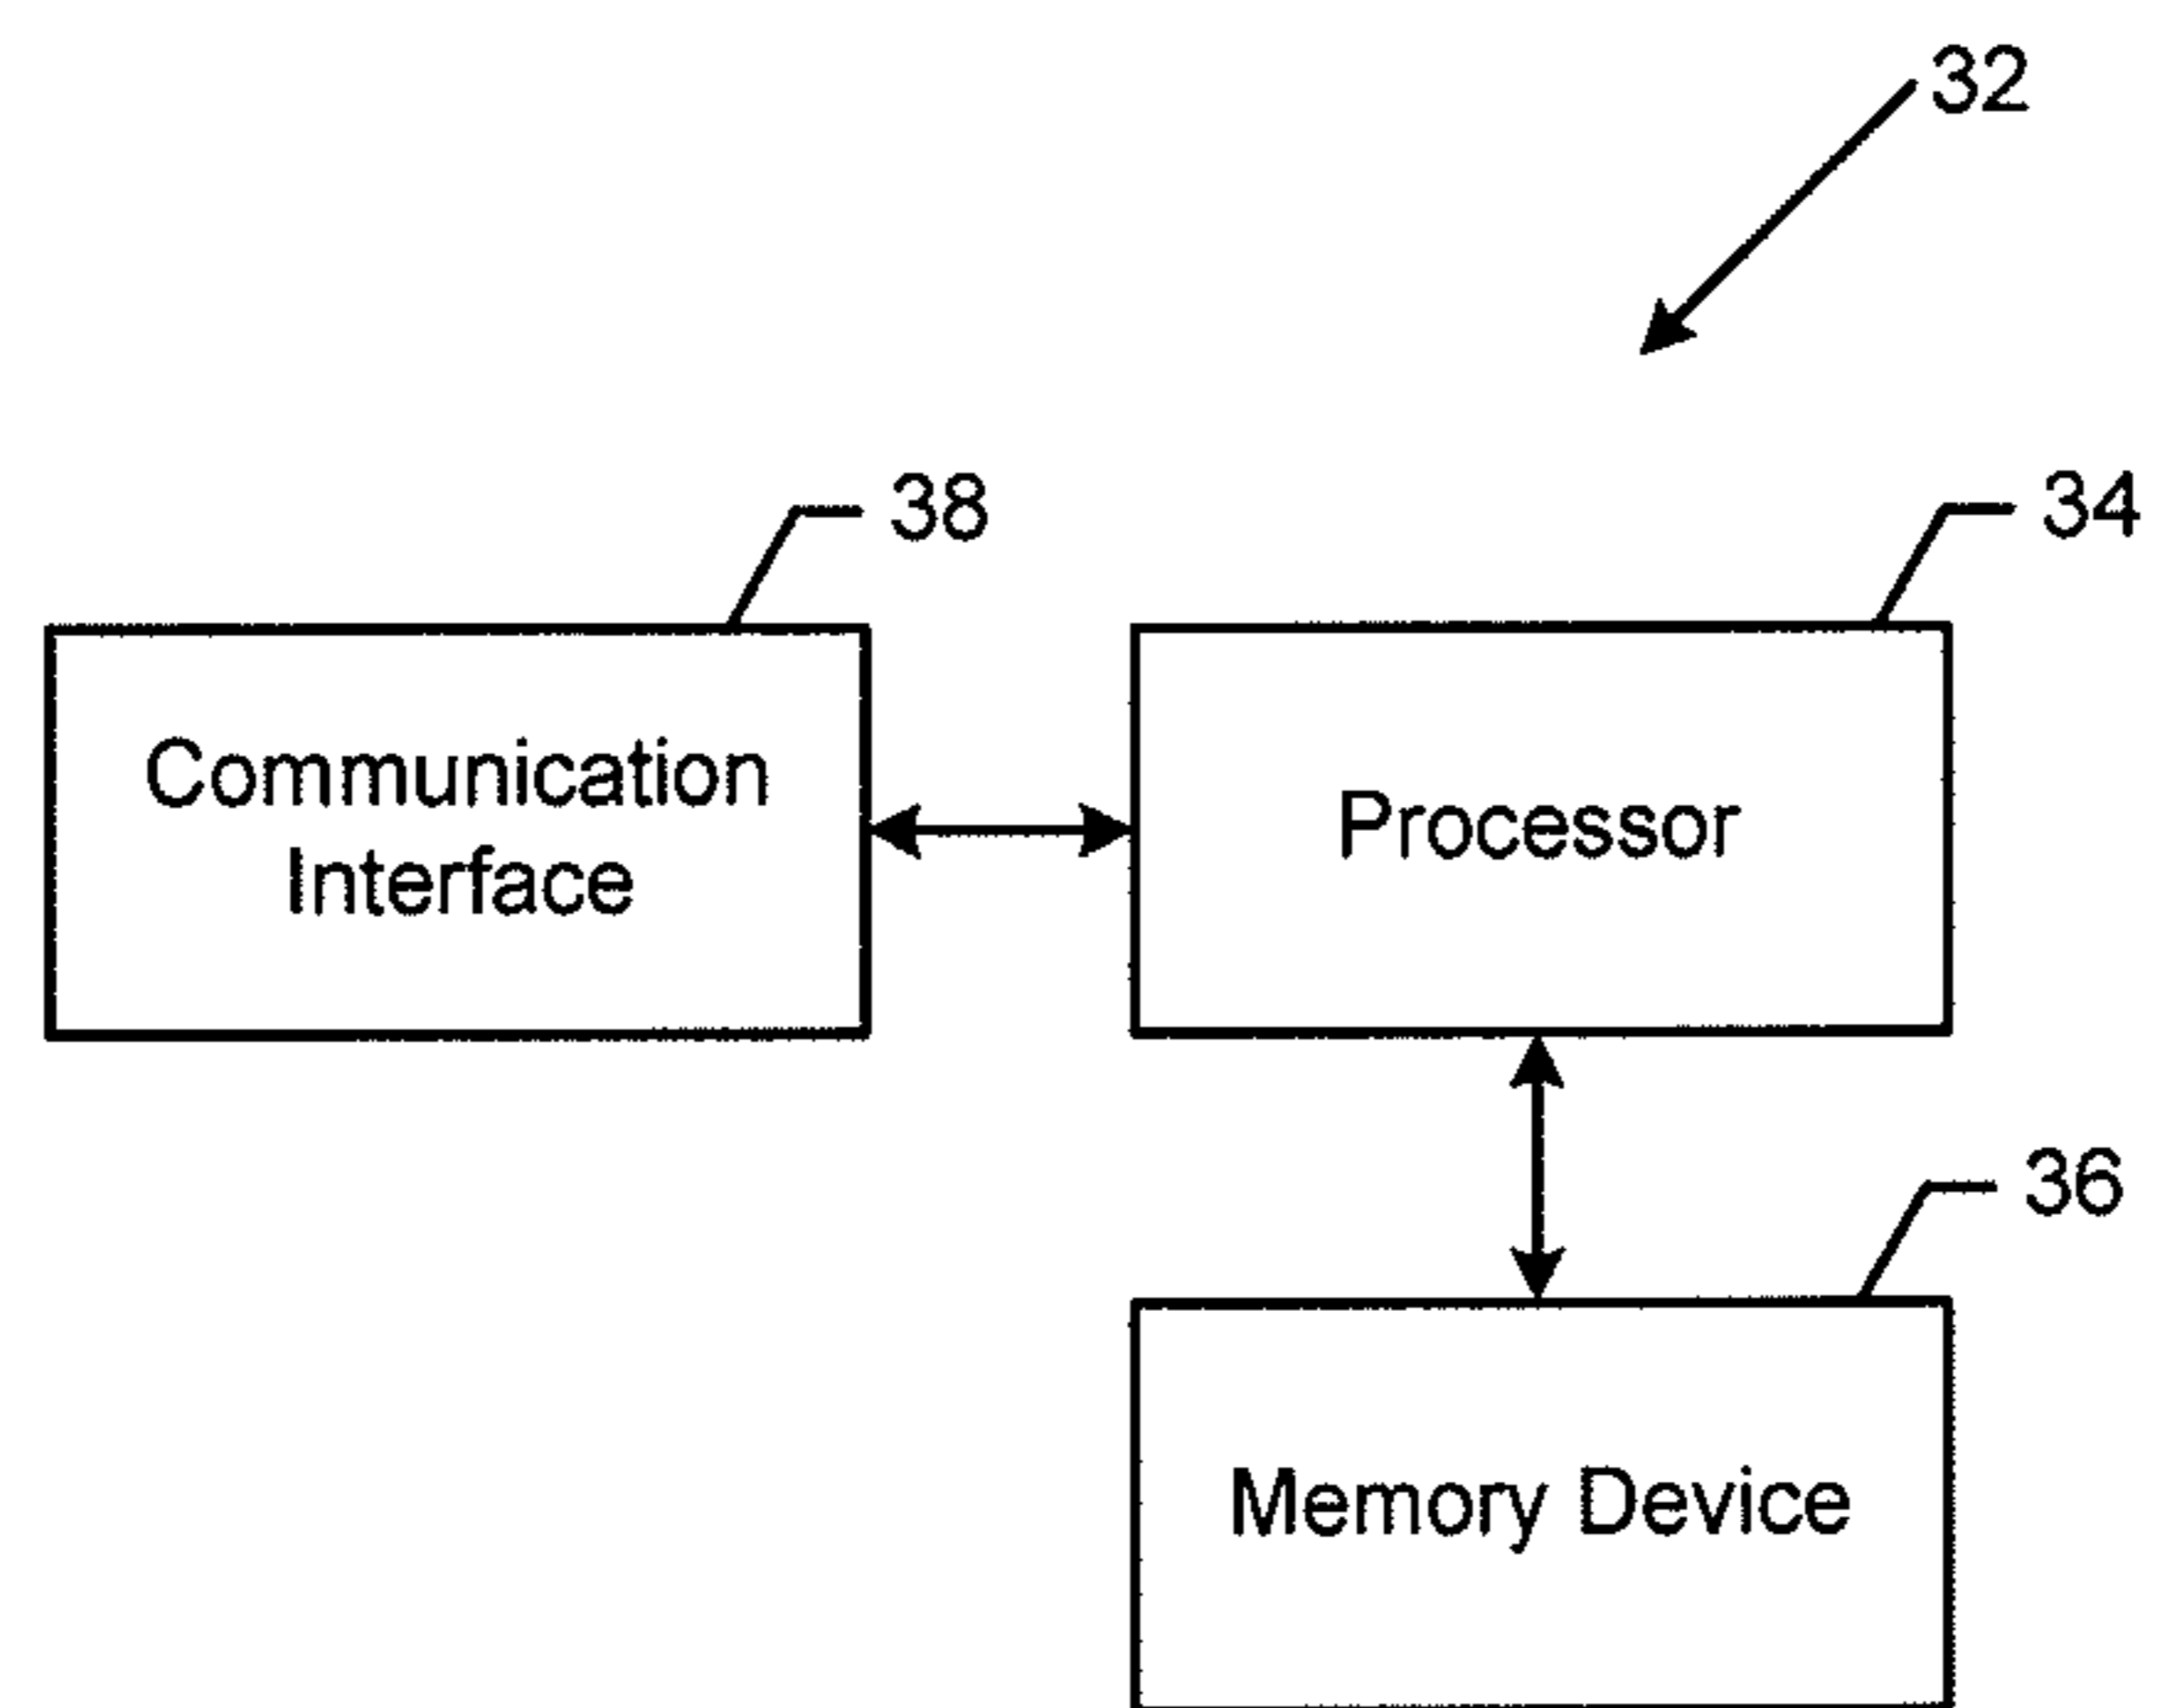 32
38
34
Communication
Interface
Processor
36
Memory Device